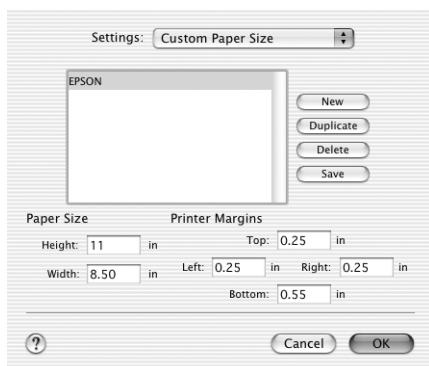 Settings: Custom Paper Size
EPSON
New
Duplicate
Delete
Save
Paper Size Printer Margins
Height: 11 in Top: 0.25 in
Width: 8.50 in Left: 0.25 in Right: 0.25 in
Bottom: 0.55 in
? Cancel OK